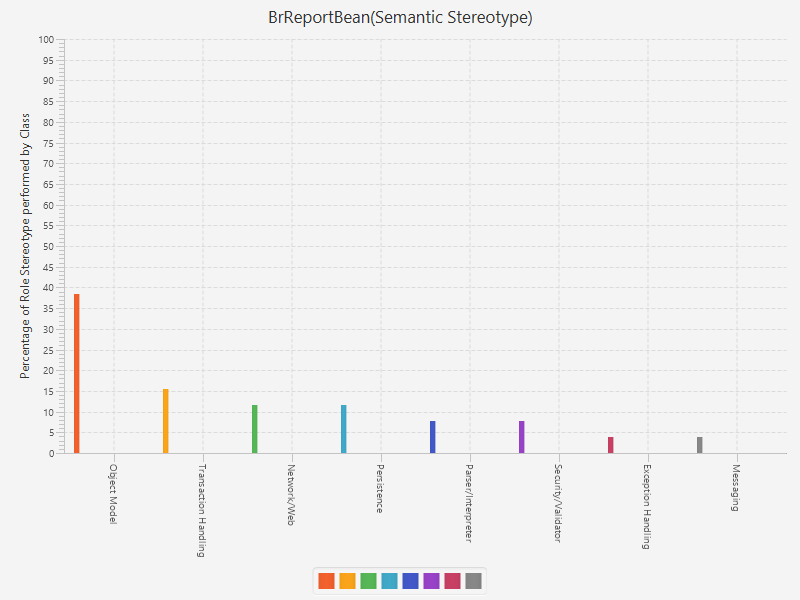 BrReportBean(Semantic Stereotype)
Percentage of Role Stereotype performed by Class
100
95
90
85
80
75
70
65
60
55
50
45
40
35
30
25
20
15
10
5
0
Object Model
Transaction Handling
Network/Web
Persistence
Parser/Interpreter
Security/Validator
Exception Handling
Messaging